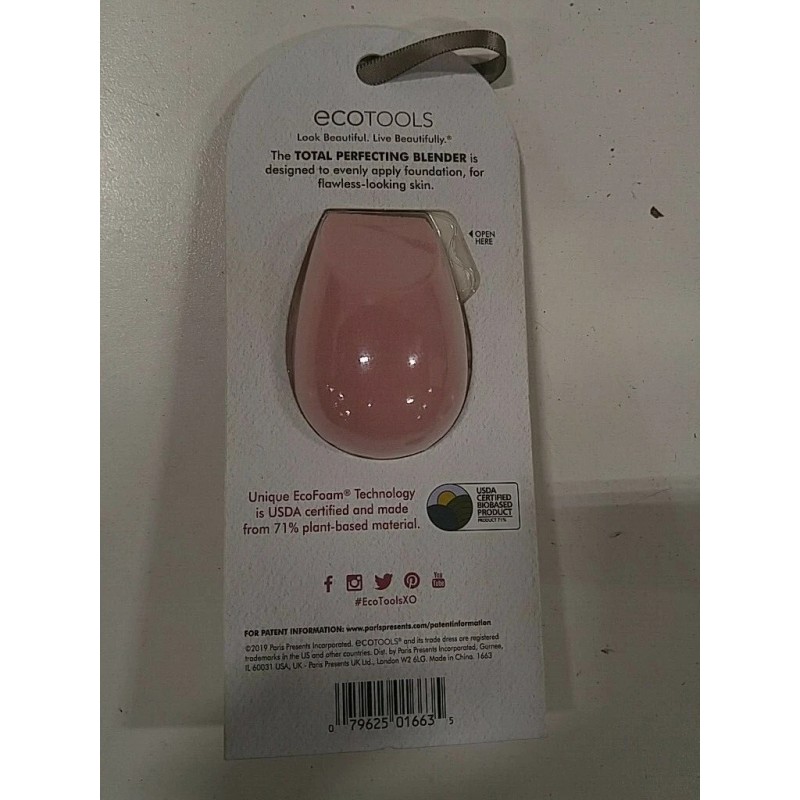 ecoTOOLS
Look Beautiful. Live Beautifully.®
The TOTAL PERFECTING BLENDER is
designed to evenly apply foundation, for
flawless-looking skin.
OPEN
HERE
Unique EcoFoam® Technology
is USDA certified and made
from 71% plant-based material.
USDA
CERTIFIED
BIOBASED
PRODUCT
PRODUCT 71%
You
Tube
#EcoToolsXO
FOR PATENT INFORMATION: www.parispresents.com/patentinformation
©2019 Paris Presents Incorporated. ecoTOOLS® and its trade dress are registered
trademarks in the US and other countries. Dist. by Paris Presents Incorporated, Gurnee,
IL 60031 USA, UK - Paris Presents UK Ltd., London W2 6LG. Made in China. 1663
0 79625 01663 5